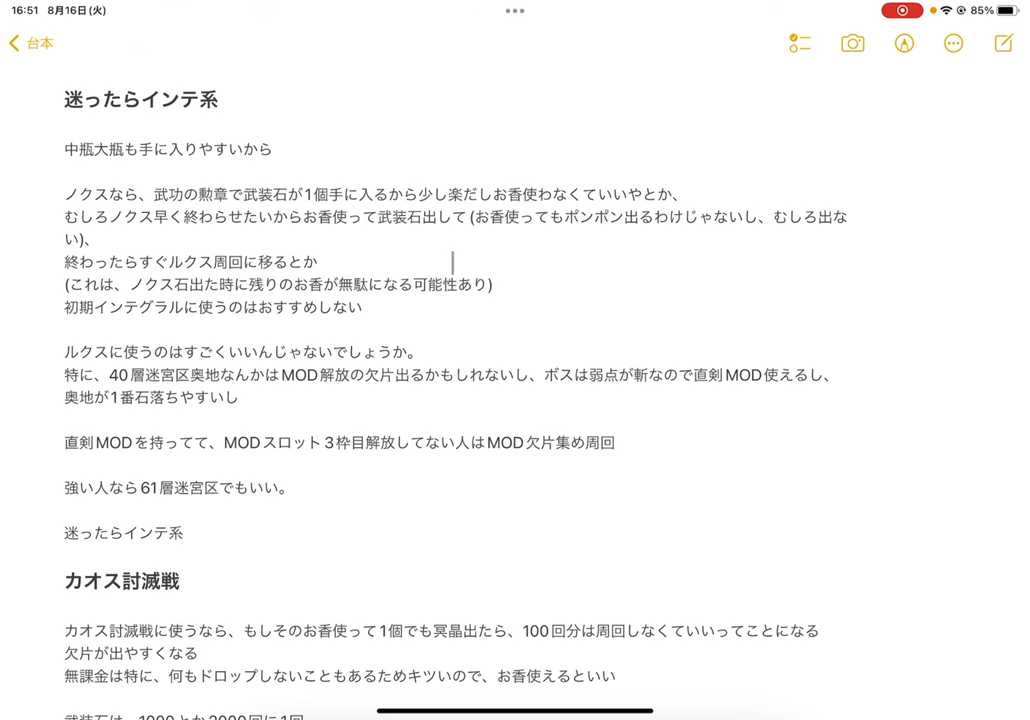 16:51 8月16日(火)
85%
台本
迷ったらインテ系
中瓶大瓶も手に入りやすいから
ノクスなら、武功の勲章で武装石が1個手に入るから少し楽だしお香使わなくていいやとか、
むしろノクス早く終わらせたいからお香使って武装石出して (お香使ってもポンポン出るわけじゃないし、むしろ出な
い)、
終わったらすぐルクス周回に移るとか
(これは、ノクス石出た時に残りのお香が無駄になる可能性あり)
初期インテグラルに使うのはおすすめしない
ルクスに使うのはすごくいいんじゃないでしょうか。
特に、40層迷宮区奥地なんかはMOD解放の欠片出るかもしれないし、ボスは弱点が斬なので直剣MOD使えるし、
奥地が1番石落ちやすいし
直剣MODを持ってて、MODスロット3枠目解放してない人はMOD欠片集め周回
強い人なら61層迷宮区でもいい。
迷ったらインテ系
カオス討滅戦
カオス討滅戦に使うなら、もしそのお香使って1個でも冥晶出たら、100回分は周回しなくていいってことになる
欠片が出やすくなる
無課金は特に、何もドロップしないこともあるためキツいので、お香使えるといい
武装石は、1000とか2000回に1回